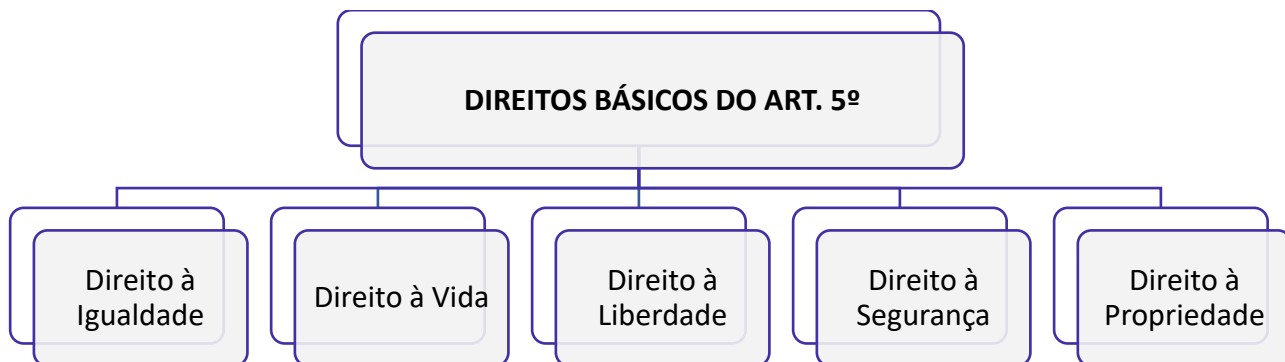 DIREITOS BÁSICOS DO ART. 5º
Direito à
Igualdade
Direito à Vida
Direito à
Liberdade
Direito à
Segurança
Direito à
Propriedade